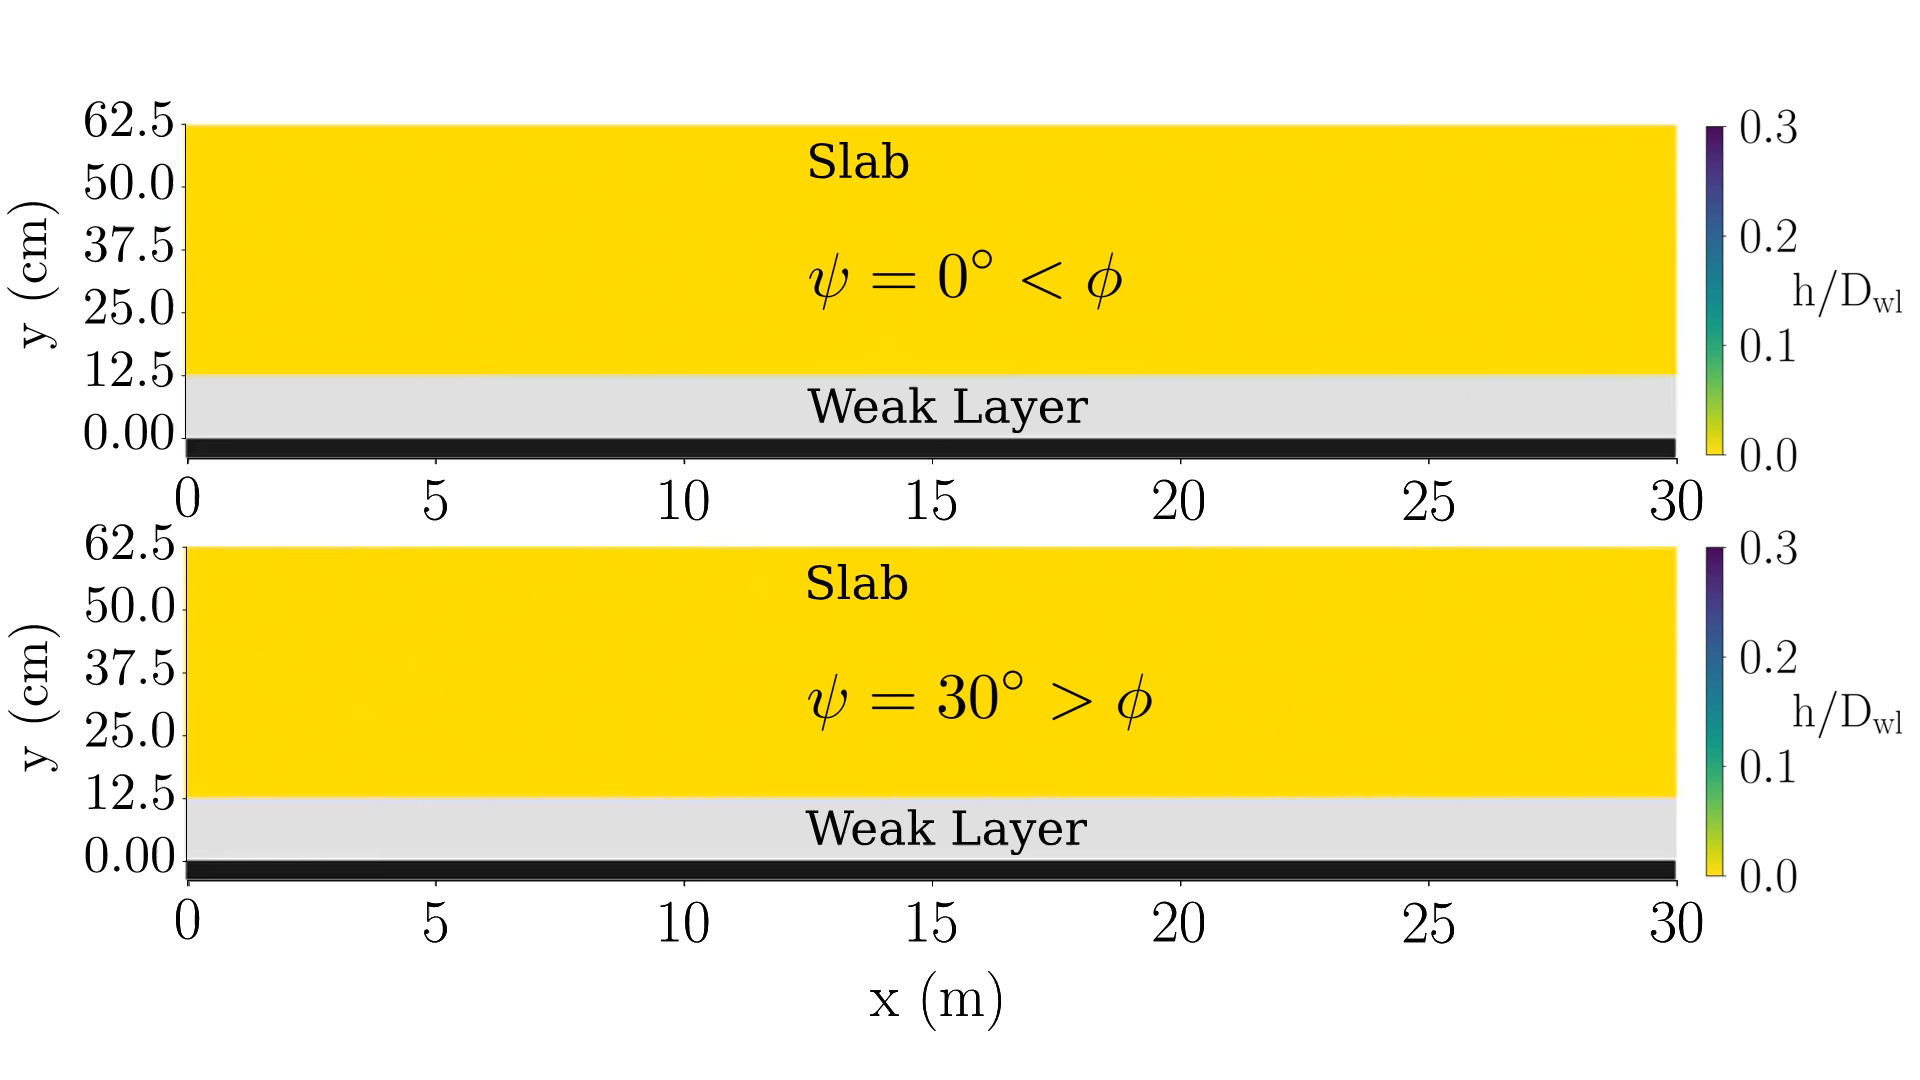 62.5
50.0
37.5
25.0
12.5
0.00
y (cm)
Slab
ψ = 0° < ϕ
Weak Layer
0 5 10 15 20 25 30
0.3
0.2
0.1
0.0
h/D_wl
62.5
50.0
37.5
25.0
12.5
0.00
y (cm)
Slab
ψ = 30° > ϕ
Weak Layer
0 5 10 15 20 25 30
x (m)
0.3
0.2
0.1
0.0
h/D_wl